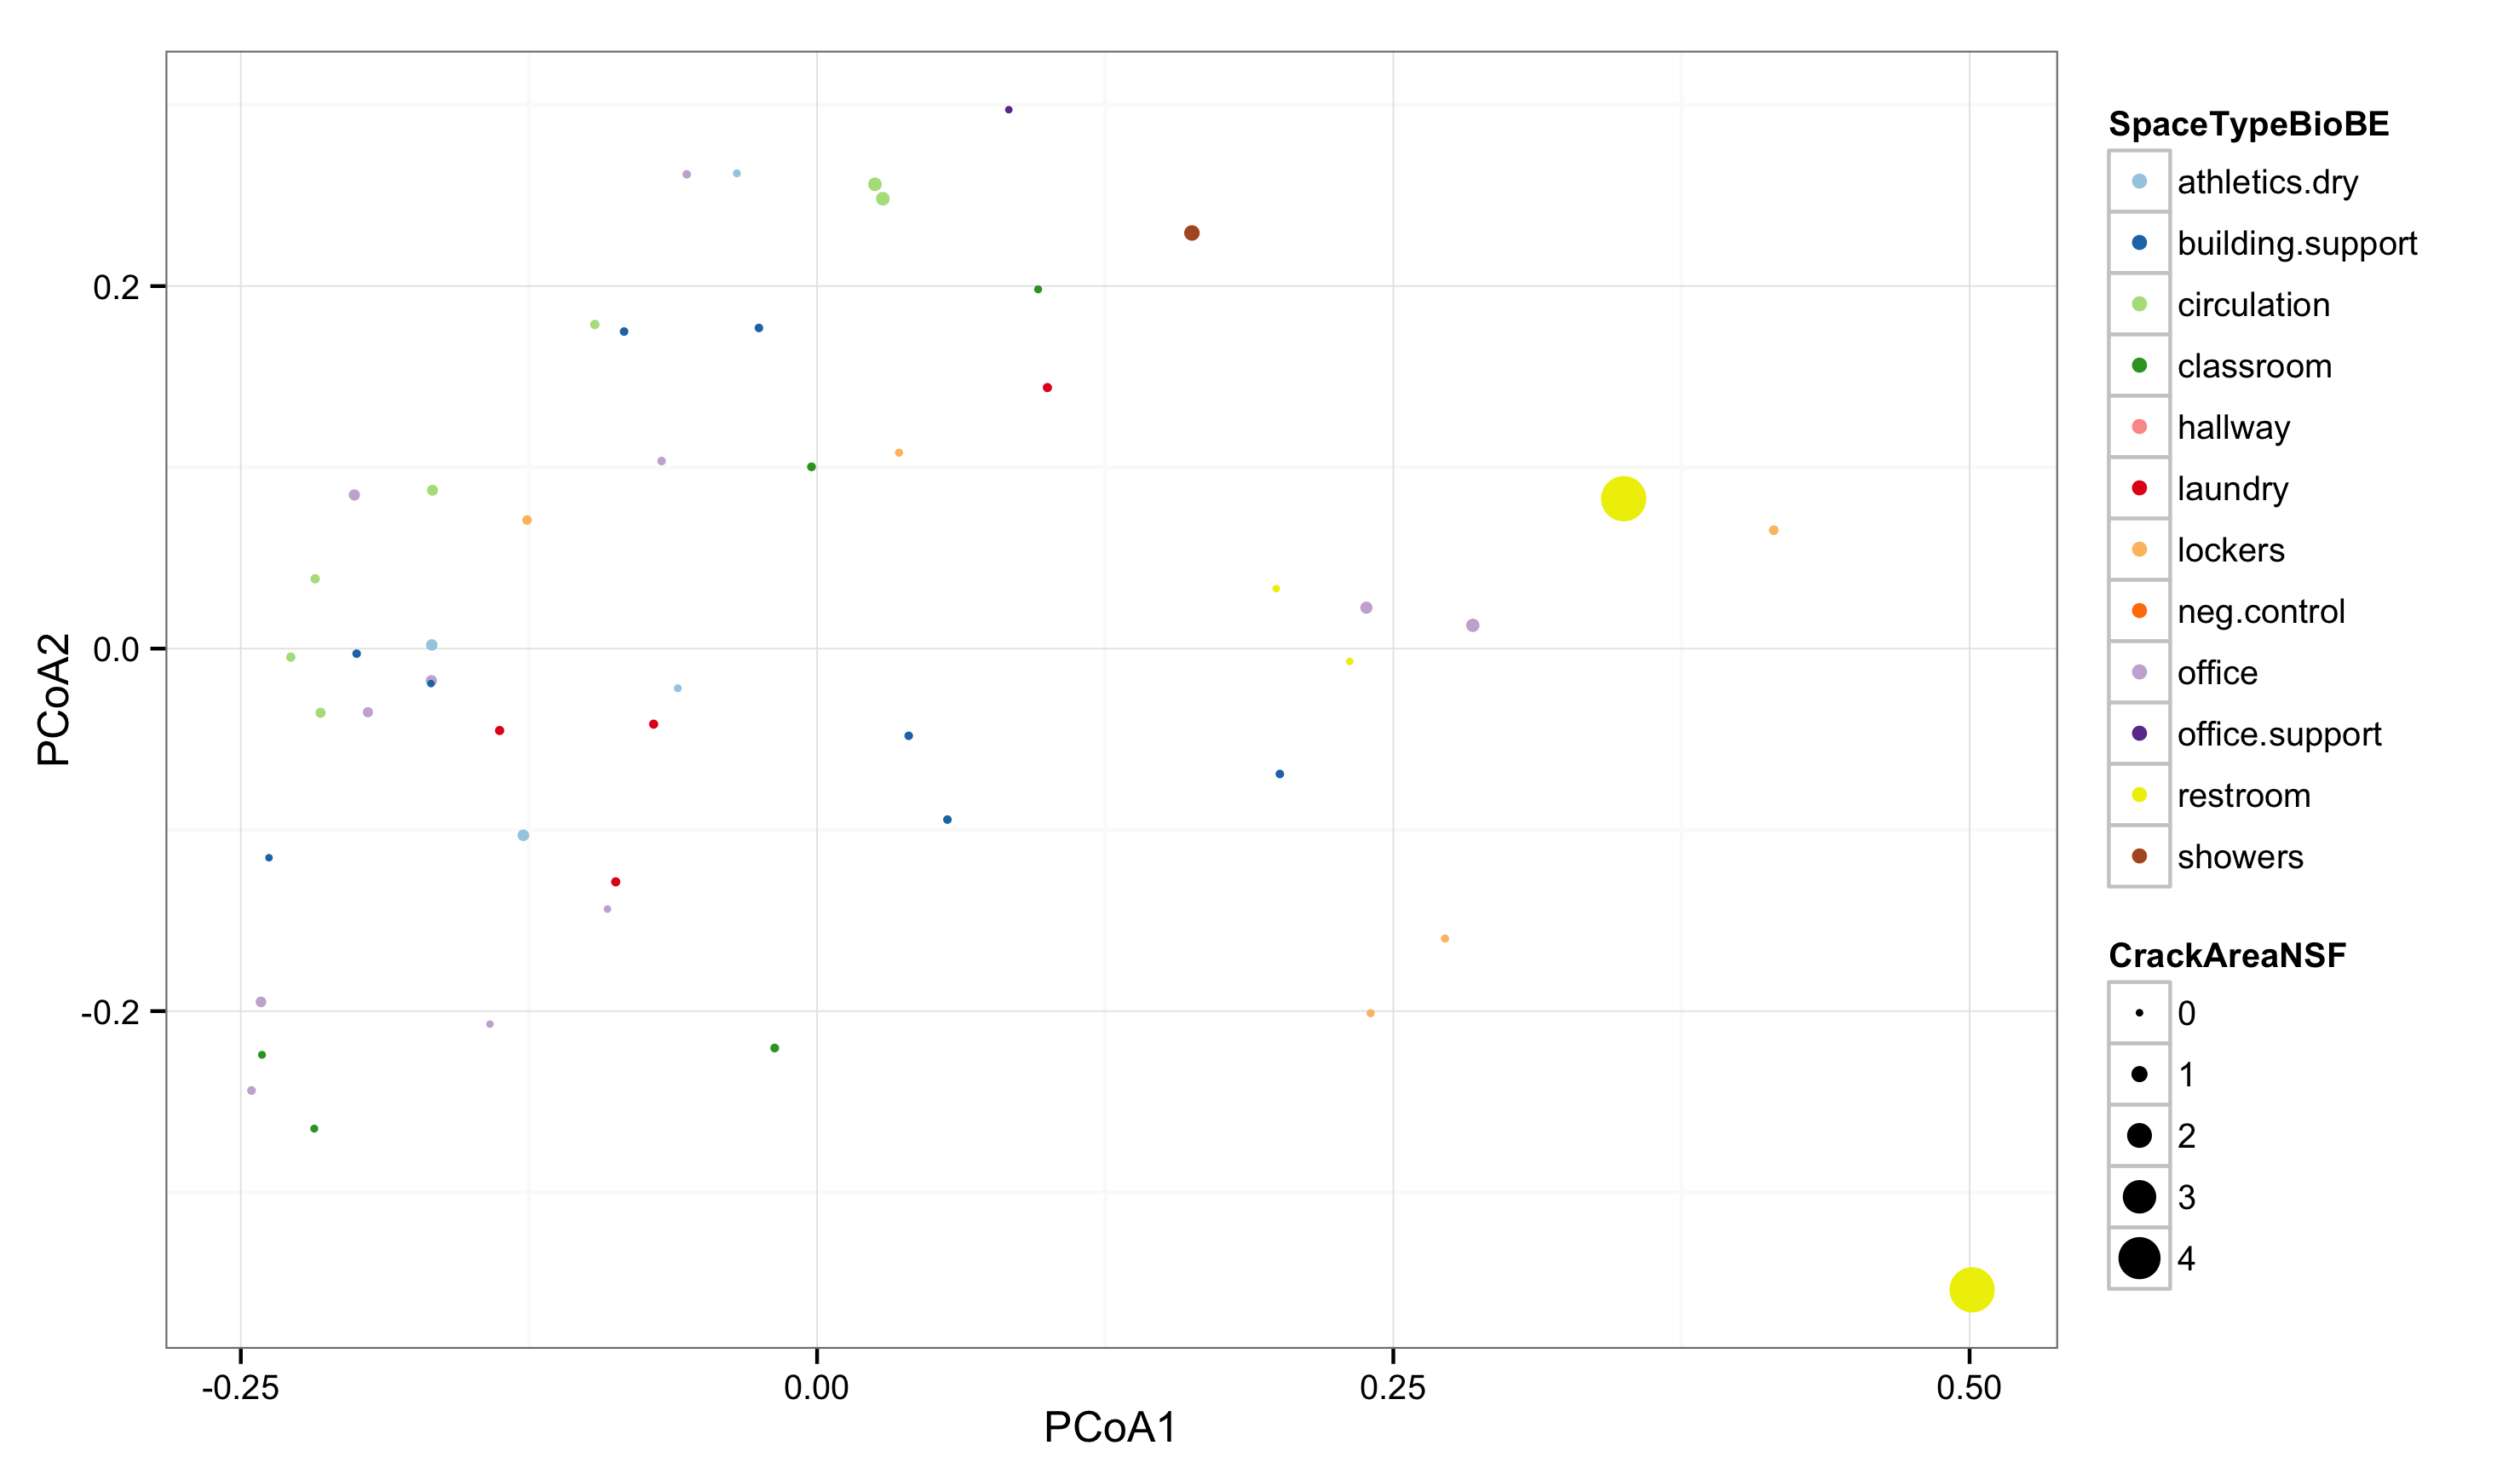 SpaceTypeBioBE
athletics.dry
building.support
circulation
classroom
hallway
laundry
lockers
neg.control
office
office.support
restroom
showers
CrackAreaNSF
0
1
2
3
4
PCoA2
0.2
0.0
-0.2
-0.25 0.00 0.25 0.50
PCoA1